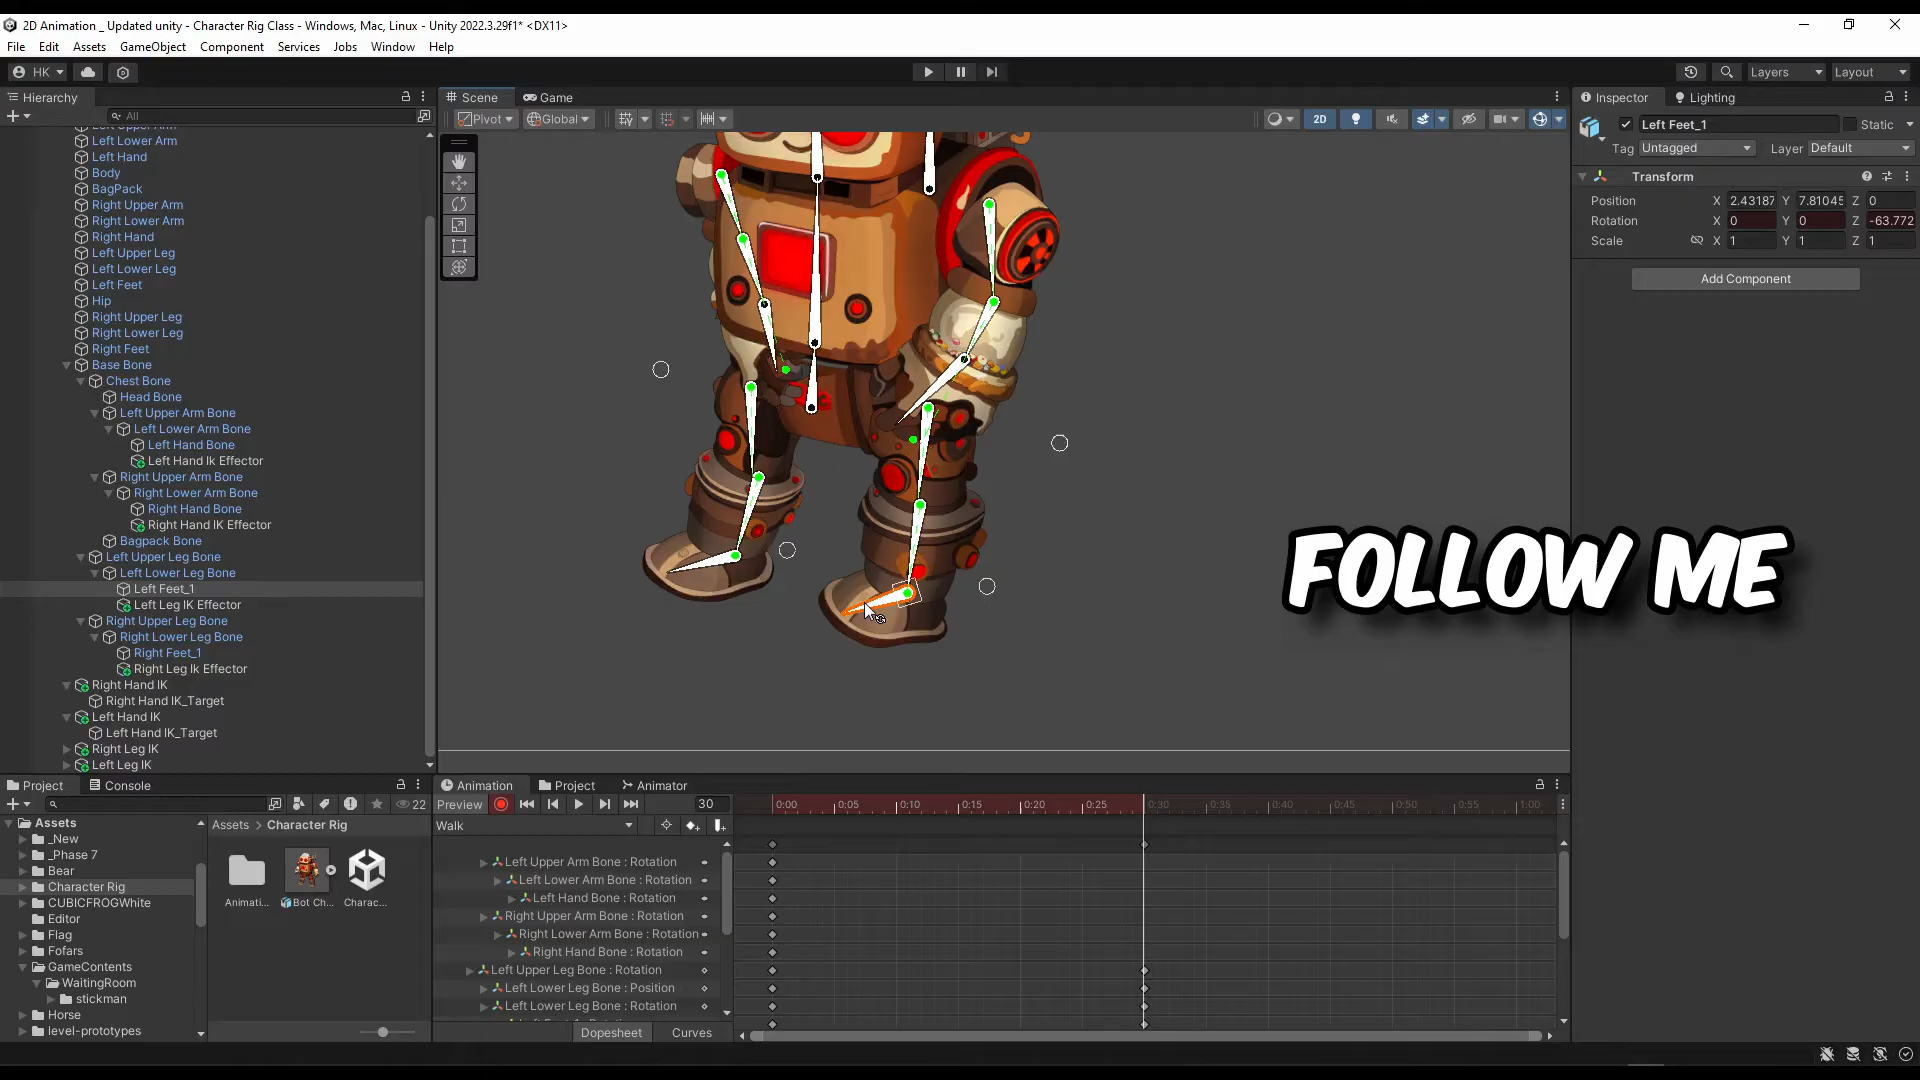 2D Animation _ Updated unity - Character Rig Class - Windows, Mac, Linux - Unity 2022.3.29f1* <DX11>
File Edit Assets GameObject Component Services Jobs Window Help
HK Layers Layout
Hierarchy
All
Left Upper Arm
Left Lower Arm
Left Hand
Body
BagPack
Right Upper Arm
Right Lower Arm
Right Hand
Left Upper Leg
Left Lower Leg
Left Feet
Hip
Right Upper Leg
Right Lower Leg
Right Feet
Base Bone
Chest Bone
Head Bone
Left Upper Arm Bone
Left Lower Arm Bone
Left Hand Bone
Left Hand Ik Effector
Right Upper Arm Bone
Right Lower Arm Bone
Right Hand Bone
Right Hand IK Effector
Bagpack Bone
Left Upper Leg Bone
Left Lower Leg Bone
Left Feet_1
Left Leg IK Effector
Right Upper Leg Bone
Right Lower Leg Bone
Right Feet_1
Right Leg Ik Effector
Right Hand IK
Right Hand IK_Target
Left Hand IK
Left Hand IK_Target
Right Leg IK
Left Leg IK
Scene Game
Pivot Global 2D
FOLLOW ME
Inspector Lighting
Left Feet_1 Static
Tag Untagged Layer Default
Transform
Position X 2.43187 Y 7.81045 Z 0
Rotation X 0 Y 0 Z -63.772
Scale X 1 Y 1 Z 1
Add Component
Project Console
22
Assets
_New
_Phase 7
Bear
Character Rig
CUBICFROGWhite
Editor
Flag
Fofars
GameContents
WaitingRoom
stickman
Horse
level-prototypes
Assets > Character Rig
Animati... Bot Ch... Charac...
Animation Project Animator
Preview 30
0:00 0:05 0:10 0:15 0:20 0:25 0:30 0:35 0:40 0:45 0:50 0:55 1:00
Walk
Left Upper Arm Bone : Rotation
Left Lower Arm Bone : Rotation
Left Hand Bone : Rotation
Right Upper Arm Bone : Rotation
Right Lower Arm Bone : Rotation
Right Hand Bone : Rotation
Left Upper Leg Bone : Rotation
Left Lower Leg Bone : Position
Left Lower Leg Bone : Rotation
Dopesheet Curves